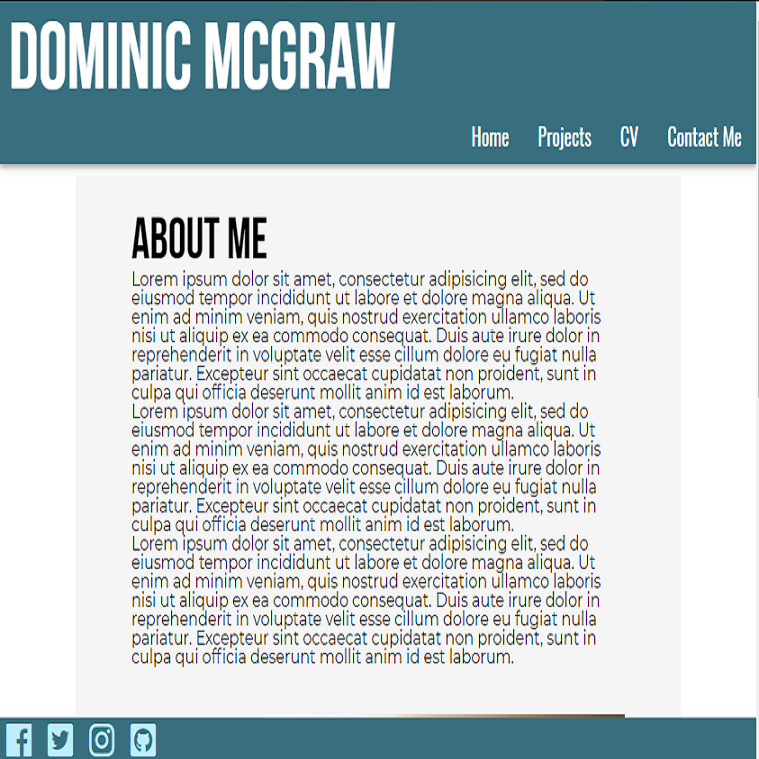 DOMINIC MCGRAW
Home Projects CV Contact Me
ABOUT ME
Lorem ipsum dolor sit amet, consectetur adipisicing elit, sed do
eiusmod tempor incididunt ut labore et dolore magna aliqua. Ut
enim ad minim veniam, quis nostrud exercitation ullamco laboris
nisi ut aliquip ex ea commodo consequat. Duis aute irure dolor in
reprehenderit in voluptate velit esse cillum dolore eu fugiat nulla
pariatur. Excepteur sint occaecat cupidatat non proident, sunt in
culpa qui officia deserunt mollit anim id est laborum.
Lorem ipsum dolor sit amet, consectetur adipisicing elit, sed do
eiusmod tempor incididunt ut labore et dolore magna aliqua. Ut
enim ad minim veniam, quis nostrud exercitation ullamco laboris
nisi ut aliquip ex ea commodo consequat. Duis aute irure dolor in
reprehenderit in voluptate velit esse cillum dolore eu fugiat nulla
pariatur. Excepteur sint occaecat cupidatat non proident, sunt in
culpa qui officia deserunt mollit anim id est laborum.
Lorem ipsum dolor sit amet, consectetur adipisicing elit, sed do
eiusmod tempor incididunt ut labore et dolore magna aliqua. Ut
enim ad minim veniam, quis nostrud exercitation ullamco laboris
nisi ut aliquip ex ea commodo consequat. Duis aute irure dolor in
reprehenderit in voluptate velit esse cillum dolore eu fugiat nulla
pariatur. Excepteur sint occaecat cupidatat non proident, sunt in
culpa qui officia deserunt mollit anim id est laborum.